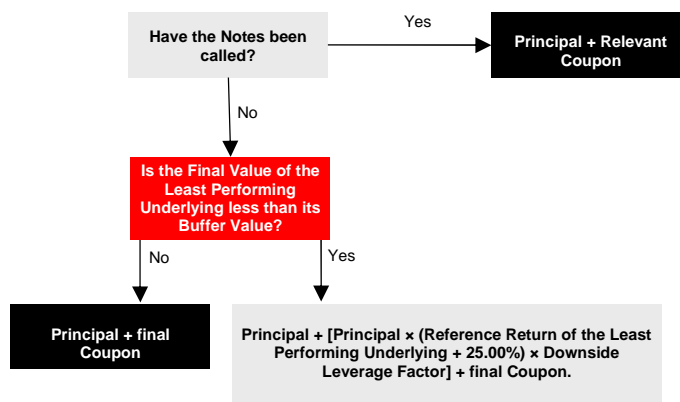 Have the Notes been
called?
Yes
Principal + Relevant
Coupon
No
Is the Final Value of the
Least Performing
Underlying less than its
Buffer Value?
No
Yes
Principal + final
Coupon
Principal + [Principal × (Reference Return of the Least
Performing Underlying + 25.00%) × Downside
Leverage Factor] + final Coupon.